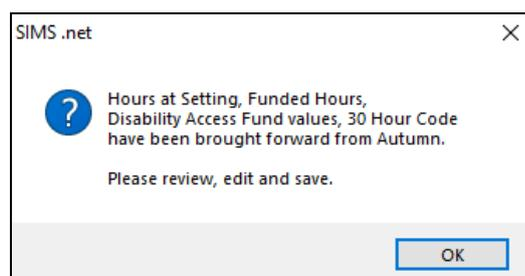 SIMS .net
Hours at Setting, Funded Hours,
Disability Access Fund values, 30 Hour Code
have been brought forward from Autumn.
Please review, edit and save.
OK